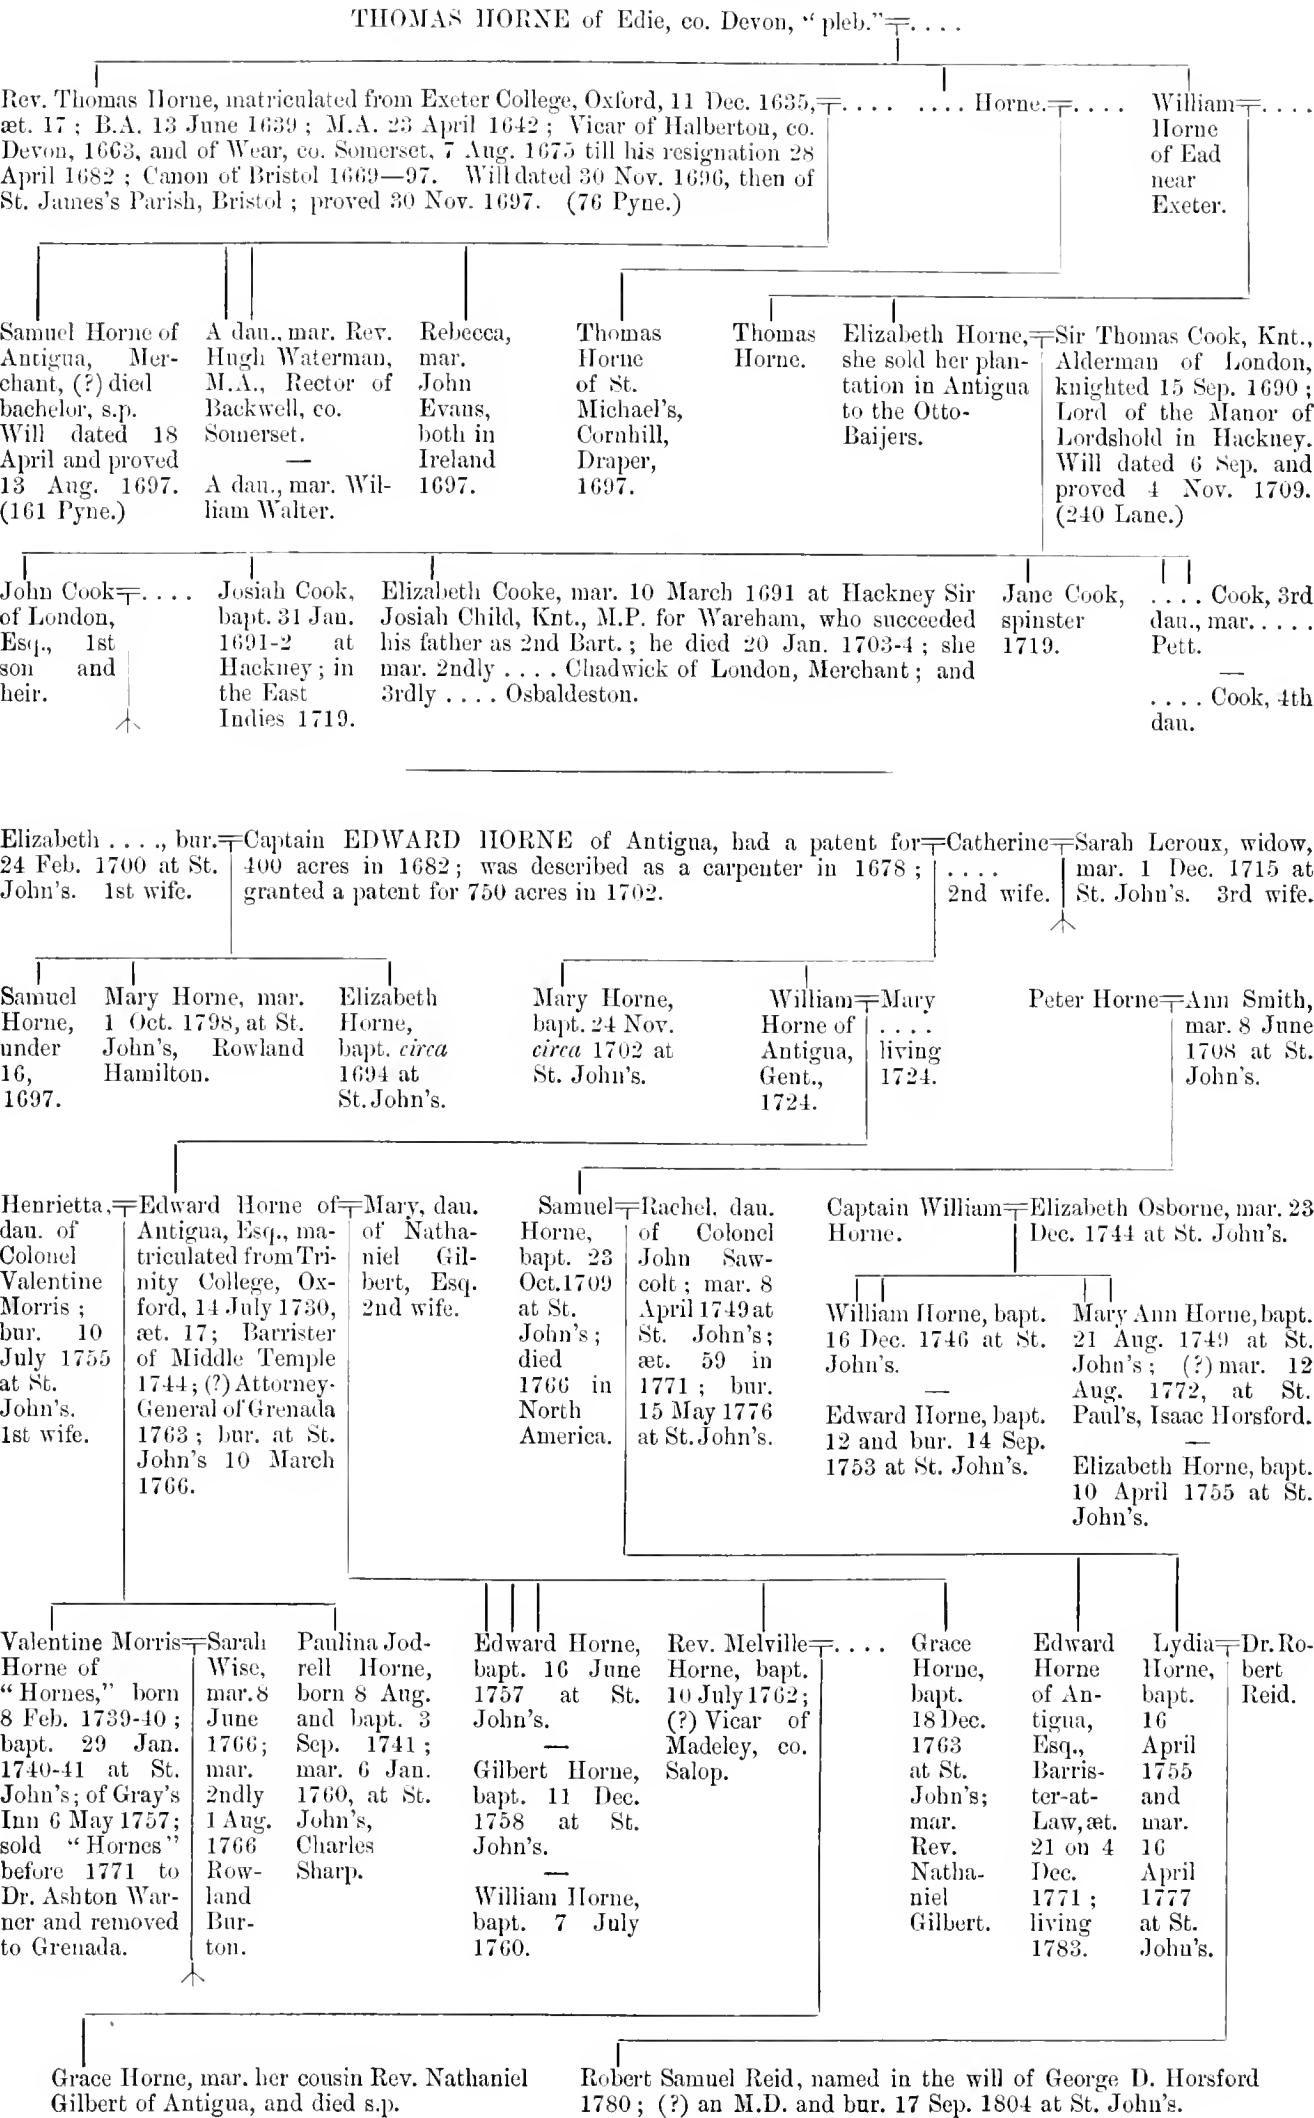 THOMAS HORNE of Edie, co. Devon, “pleb.”=. . . .
Rev. Thomas Horne, matriculated from Exeter College, Oxford, 11 Dec. 1635,=. . . .
æt. 17 ; B.A. 13 June 1639 ; M.A. 23 April 1642 ; Vicar of Halberton, co.
Devon, 1663, and of Wear, co. Somerset, 7 Aug. 1675 till his resignation 28
April 1682 ; Canon of Bristol 1669—97. Will dated 30 Nov. 1696, then of
St. James's Parish, Bristol ; proved 30 Nov. 1697. (76 Pyne.)
. . . . Horne.=. . . .
William=. . . .
Horne
of Ead
near
Exeter.
Samuel Horne of
Antigua, Mer-
chant, (?) died
bachelor, s.p.
Will dated 18
April and proved
13 Aug. 1697.
(161 Pyne.)
A dau., mar. Rev.
Hugh Waterman,
M.A., Rector of
Backwell, co.
Somerset.
—
A dau., mar. Wil-
liam Walter.
Rebecca,
mar.
John
Evans,
both in
Ireland
1697.
Thomas
Horne
of St.
Michael's,
Cornhill,
Draper,
1697.
Thomas
Horne.
Elizabeth Horne,=
she sold her plan-
tation in Antigua
to the Otto-
Baijers.
Sir Thomas Cook, Knt.,
Alderman of London,
knighted 15 Sep. 1690 ;
Lord of the Manor of
Lordshold in Hackney.
Will dated 6 Sep. and
proved 4 Nov. 1709.
(240 Lane.)
John Cook=. . . .
of London,
Esq., 1st
son and
heir.
Josiah Cook,
bapt. 31 Jan.
1691-2 at
Hackney ; in
the East
Indies 1719.
Elizabeth Cooke, mar. 10 March 1691 at Hackney Sir
Josiah Child, Knt., M.P. for Wareham, who succeeded
his father as 2nd Bart. ; he died 20 Jan. 1703-4 ; she
mar. 2ndly . . . . Chadwick of London, Merchant ; and
3rdly . . . . Osbaldeston.
Jane Cook,
spinster
1719.
. . . . Cook, 3rd
dau., mar. . . . .
Pett.
—
. . . . Cook, 4th
dau.
Elizabeth . . . ., bur.=
24 Feb. 1700 at St.
John's. 1st wife.
Captain EDWARD HORNE of Antigua, had a patent for=
400 acres in 1682 ; was described as a carpenter in 1678 ;
granted a patent for 750 acres in 1702.
Catherine=
. . . .
2nd wife.
Sarah Leroux, widow,
mar. 1 Dec. 1715 at
St. John's. 3rd wife.
Samuel
Horne,
under
16,
1697.
Mary Horne, mar.
1 Oct. 1798, at St.
John's, Rowland
Hamilton.
Elizabeth
Horne,
bapt. circa
1694 at
St. John's.
Mary Horne,
bapt. 24 Nov.
circa 1702 at
St. John's.
William=
Horne of
Antigua,
Gent.,
1724.
Mary
. . . .
living
1724.
Peter Horne=
Ann Smith,
mar. 8 June
1708 at St.
John's.
Henrietta,=
dau. of
Colonel
Valentine
Morris ;
bur. 10
July 1755
at St.
John's.
1st wife.
Edward Horne of=
Antigua, Esq., ma-
triculated from Tri-
nity College, Ox-
ford, 14 July 1730,
æt. 17; Barrister
of Middle Temple
1744; (?) Attorney-
General of Grenada
1763 ; bur. at St.
John's 10 March
1766.
Mary, dau.
of Natha-
niel Gil-
bert, Esq.
2nd wife.
Samuel=
Horne,
bapt. 23
Oct. 1709
at St.
John's ;
died
1766 in
North
America.
Rachel, dau.
of Colonel
John Saw-
colt ; mar. 8
April 1749 at
St. John's;
æt. 59 in
1771 ; bur.
15 May 1776
at St. John's.
Captain William=
Horne.
Elizabeth Osborne, mar. 23
Dec. 1744 at St. John's.
William Horne, bapt.
16 Dec. 1746 at St.
John's.
—
Edward Horne, bapt.
12 and bur. 14 Sep.
1753 at St. John's.
Mary Ann Horne, bapt.
21 Aug. 1749 at St.
John's ; (?) mar. 12
Aug. 1772, at St.
Paul's, Isaac Horsford.
—
Elizabeth Horne, bapt.
10 April 1755 at St.
John's.
Valentine Morris=
Horne of
“Hornes,” born
8 Feb. 1739-40 ;
bapt. 29 Jan.
1740-41 at St.
John's; of Gray's
Inn 6 May 1757;
sold “Hornes”
before 1771 to
Dr. Ashton War-
ner and removed
to Grenada.
Sarah
Wise,
mar. 8
June
1766;
mar.
2ndly
1 Aug.
1766
Row-
land
Bur-
ton.
Paulina Jod-
rell Horne,
born 8 Aug.
and bapt. 3
Sep. 1741 ;
mar. 6 Jan.
1760, at St.
John's,
Charles
Sharp.
Edward Horne,
bapt. 16 June
1757 at St.
John's.
—
Gilbert Horne,
bapt. 11 Dec.
1758 at St.
John's.
—
William Horne,
bapt. 7 July
1760.
Rev. Melville=. . . .
Horne, bapt.
10 July 1762;
(?) Vicar of
Madeley, co.
Salop.
Grace
Horne,
bapt.
18 Dec.
1763
at St.
John's;
mar.
Rev.
Natha-
niel
Gilbert.
Edward
Horne
of An-
tigua,
Esq.,
Barris-
ter-at-
Law, æt.
21 on 4
Dec.
1771 ;
living
1783.
Lydia=
Horne,
bapt.
16
April
1755
and
mar.
16
April
1777
at St.
John's.
Dr. Ro-
bert
Reid.
Grace Horne, mar. her cousin Rev. Nathaniel
Gilbert of Antigua, and died s.p.
Robert Samuel Reid, named in the will of George D. Horsford
1780 ; (?) an M.D. and bur. 17 Sep. 1804 at St. John's.